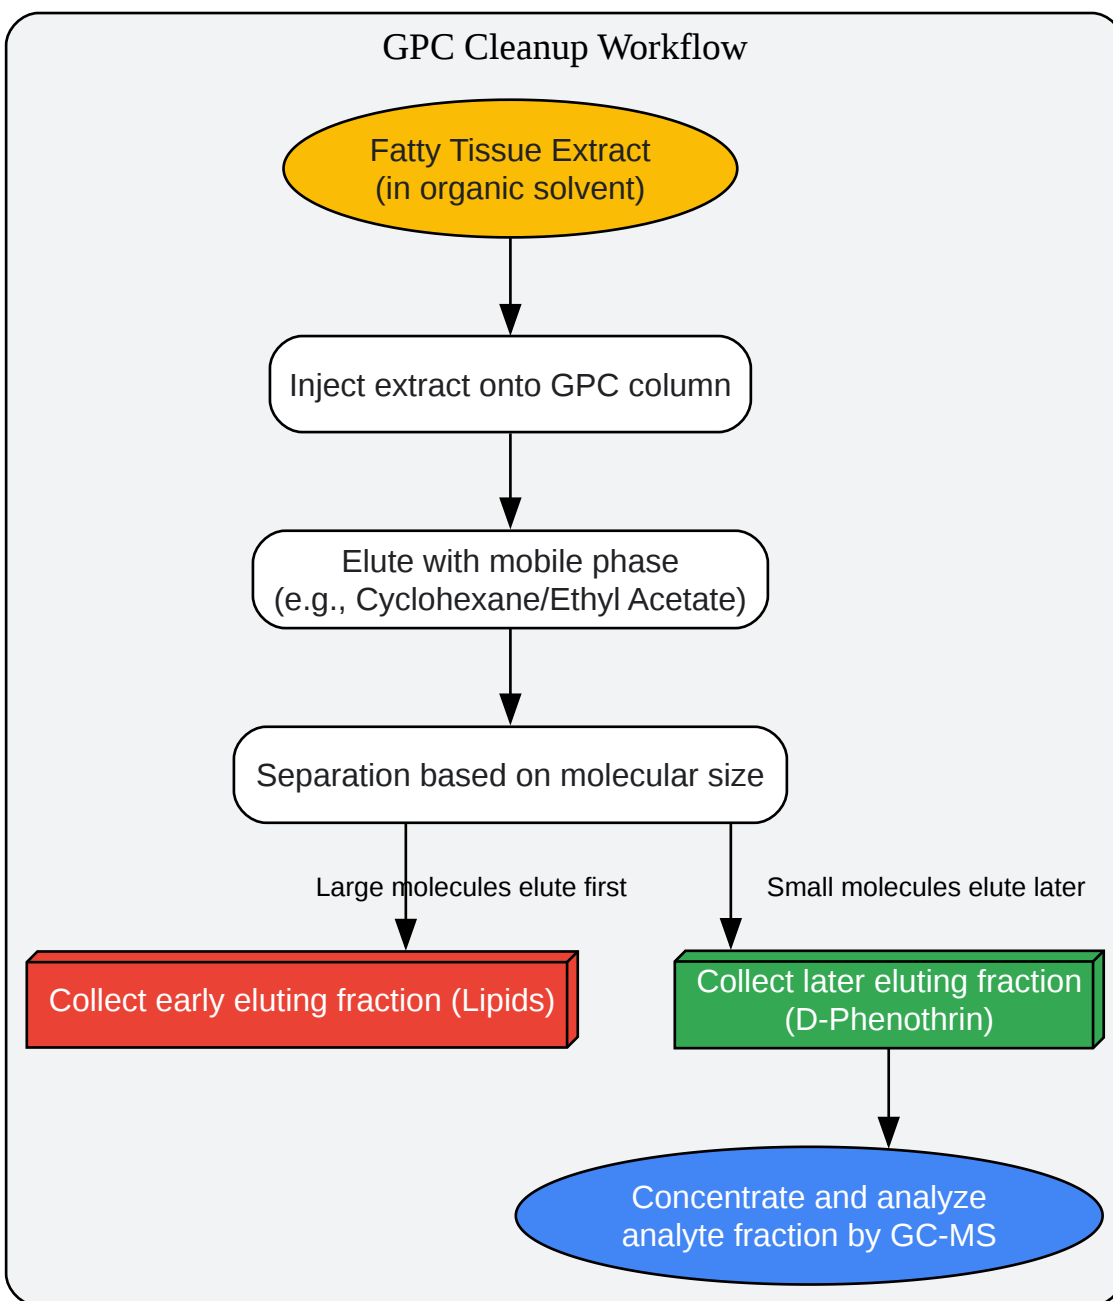 GPC Cleanup Workflow
Fatty Tissue Extract
(in organic solvent)
Inject extract onto GPC column
Elute with mobile phase
(e.g., Cyclohexane/Ethyl Acetate)
Separation based on molecular size
Large molecules elute first
Small molecules elute later
Collect early eluting fraction (Lipids)
Collect later eluting fraction
(D-Phenothrin)
Concentrate and analyze
analyte fraction by GC-MS